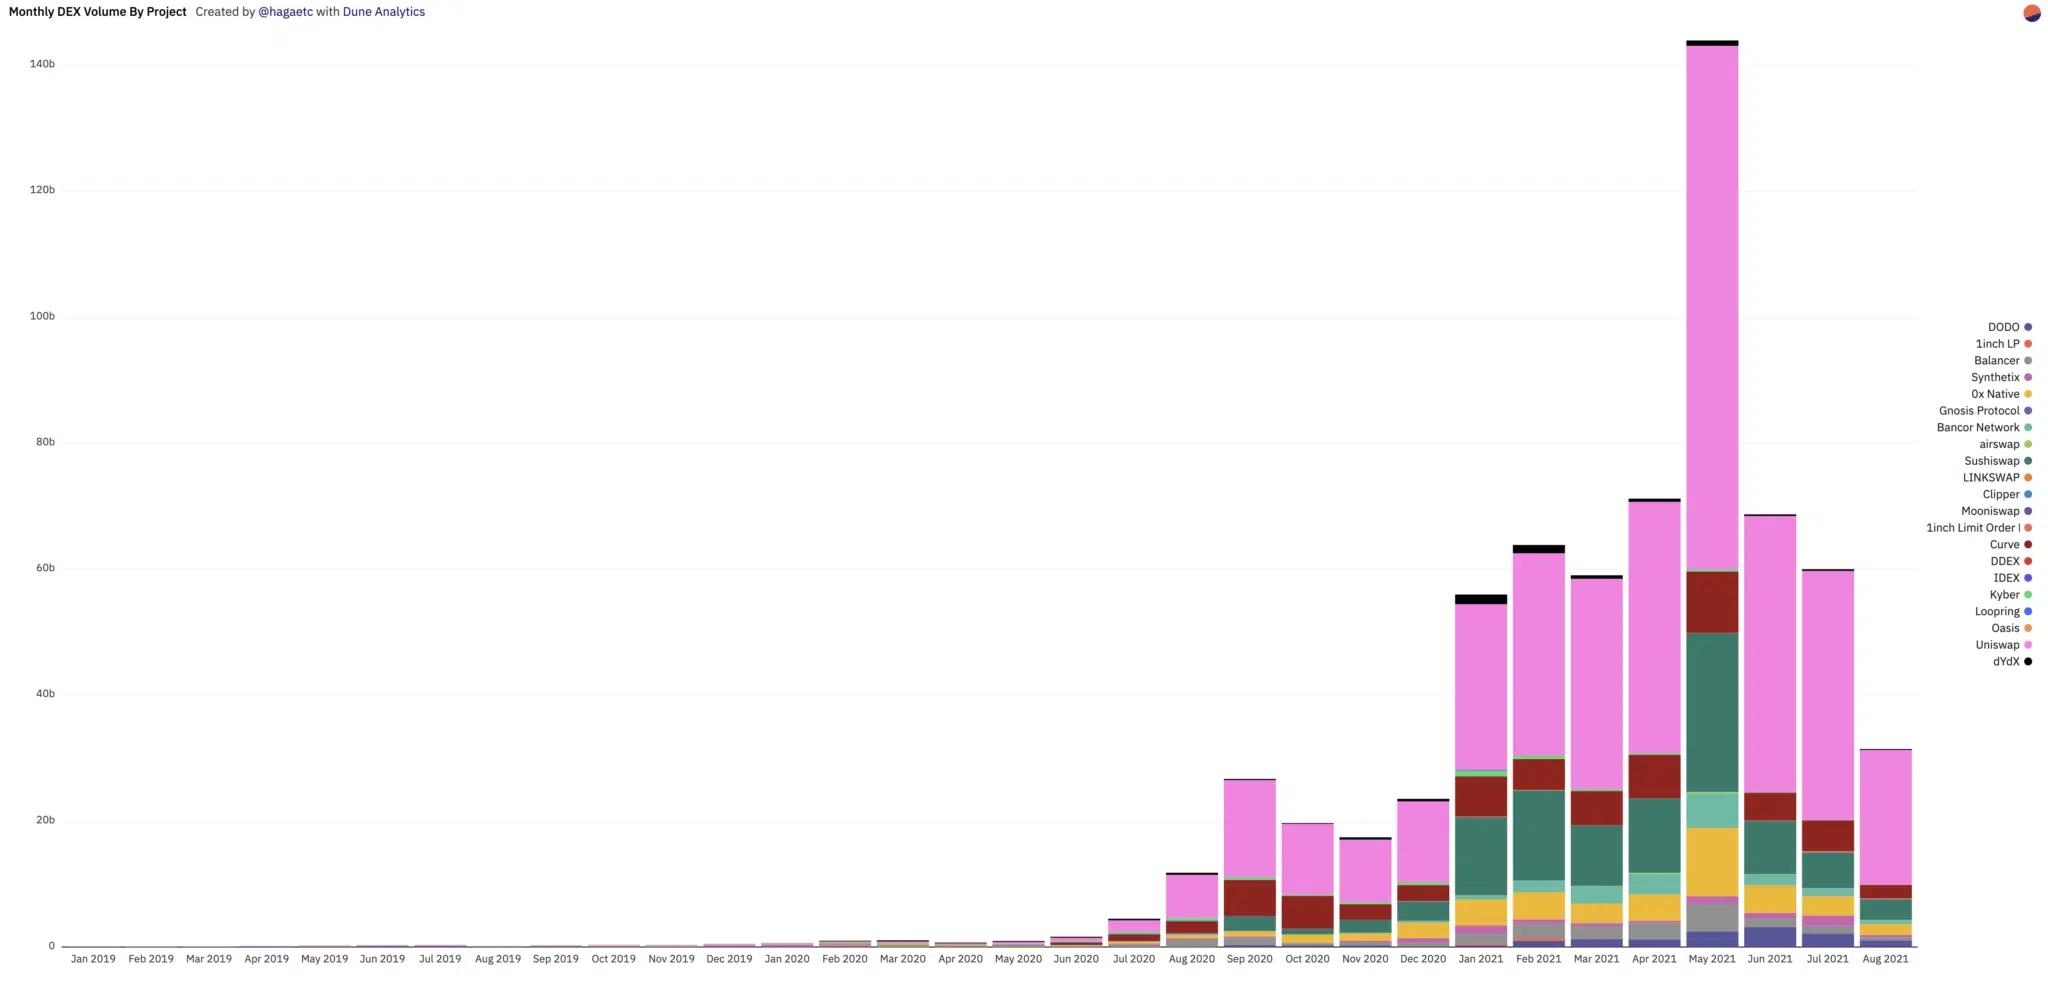 Monthly DEX Volume By Project Created by @hagaetc with Dune Analytics
140b
120b
100b
80b
60b
40b
20b
0
Jan 2019 Feb 2019 Mar 2019 Apr 2019 May 2019 Jun 2019 Jul 2019 Aug 2019 Sep 2019 Oct 2019 Nov 2019 Dec 2019 Jan 2020 Feb 2020 Mar 2020 Apr 2020 May 2020 Jun 2020 Jul 2020 Aug 2020 Sep 2020 Oct 2020 Nov 2020 Dec 2020 Jan 2021 Feb 2021 Mar 2021 Apr 2021 May 2021 Jun 2021 Jul 2021 Aug 2021
DODO
1inch LP
Balancer
Synthetix
0x Native
Gnosis Protocol
Bancor Network
airswap
Sushiswap
LINKSWAP
Clipper
Mooniswap
1inch Limit Order
Curve
DDEX
IDEX
Kyber
Loopring
Oasis
Uniswap
dYdX